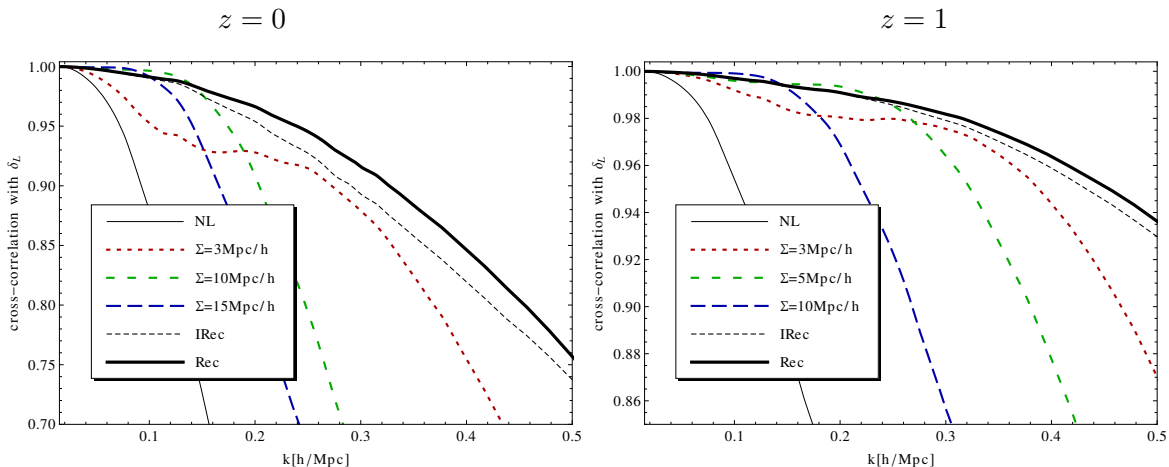 z = 0
z = 1
1.00
0.95
0.90
0.85
0.80
0.75
0.70
cross-correlation with δL
NL
Σ=3Mpc/h
Σ=10Mpc/h
Σ=15Mpc/h
IRec
Rec
0.1
0.2
0.3
0.4
0.5
k[h/Mpc]
1.00
0.98
0.96
0.94
0.92
0.90
0.88
0.86
cross-correlation with δL
NL
Σ=3Mpc/h
Σ=5Mpc/h
Σ=10Mpc/h
IRec
Rec
0.1
0.2
0.3
0.4
0.5
k[h/Mpc]